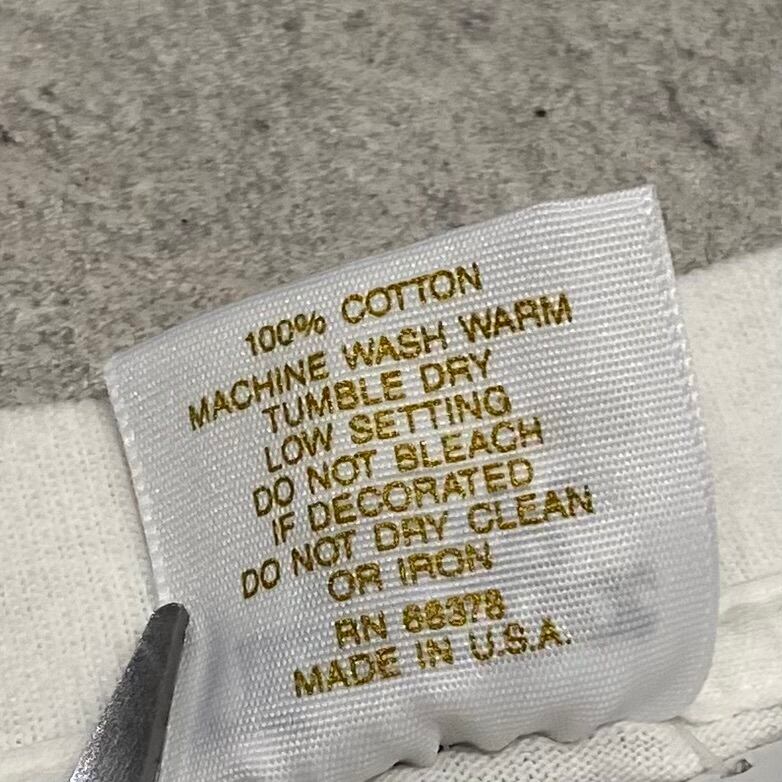 100% COTTON
MACHINE WASH WARM
TUMBLE DRY
LOW SETTING
DO NOT BLEACH
IF DECORATED
DO NOT DRY CLEAN
OR IRON
RN 66378
MADE IN U.S.A.